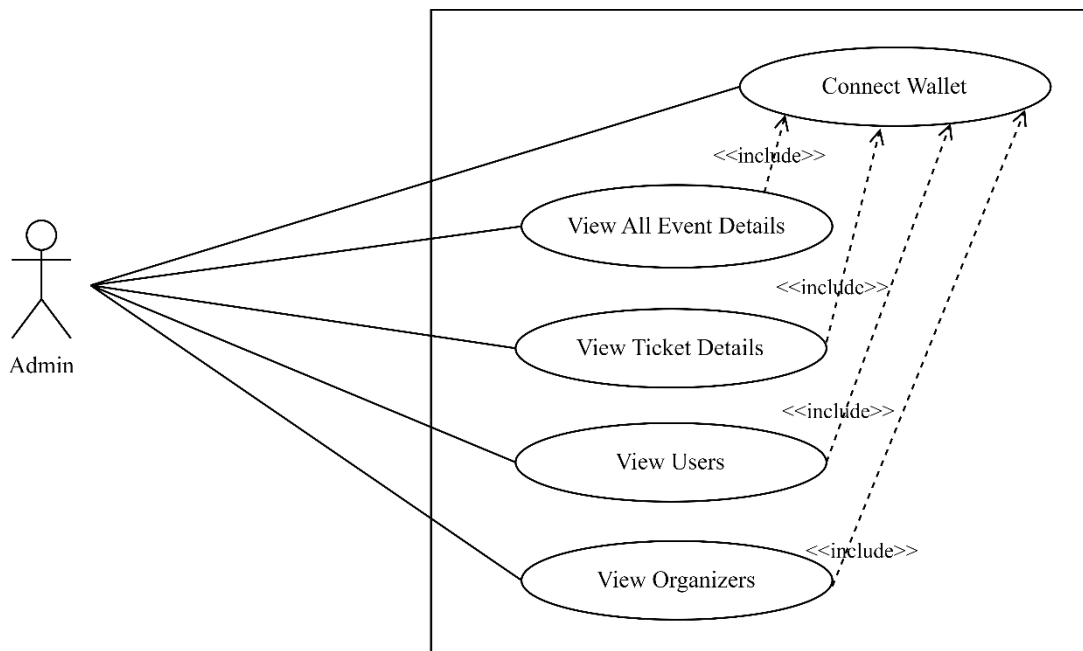 Connect Wallet
<<include>>
View All Event Details
<<include>>
View Ticket Details
Admin
<<include>>
View Users
<<include>>
View Organizers